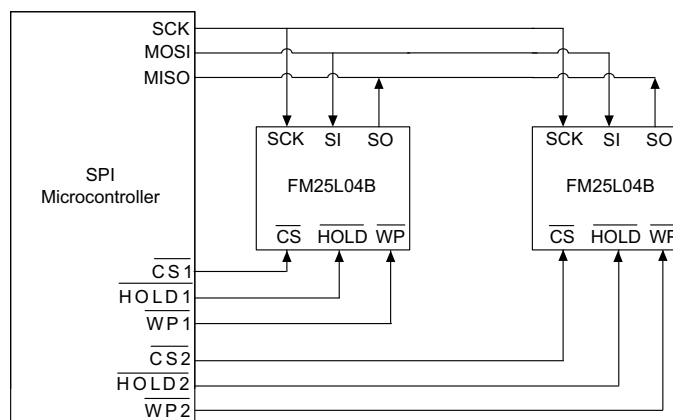 SCK
MOSI
MISO
SCK SI SO
SCK SI SO
SPI
Microcontroller
FM25L04B
FM25L04B
CS HOLD WP
CS HOLD WP
CS1
HOLD1
WP1
CS2
HOLD2
WP2